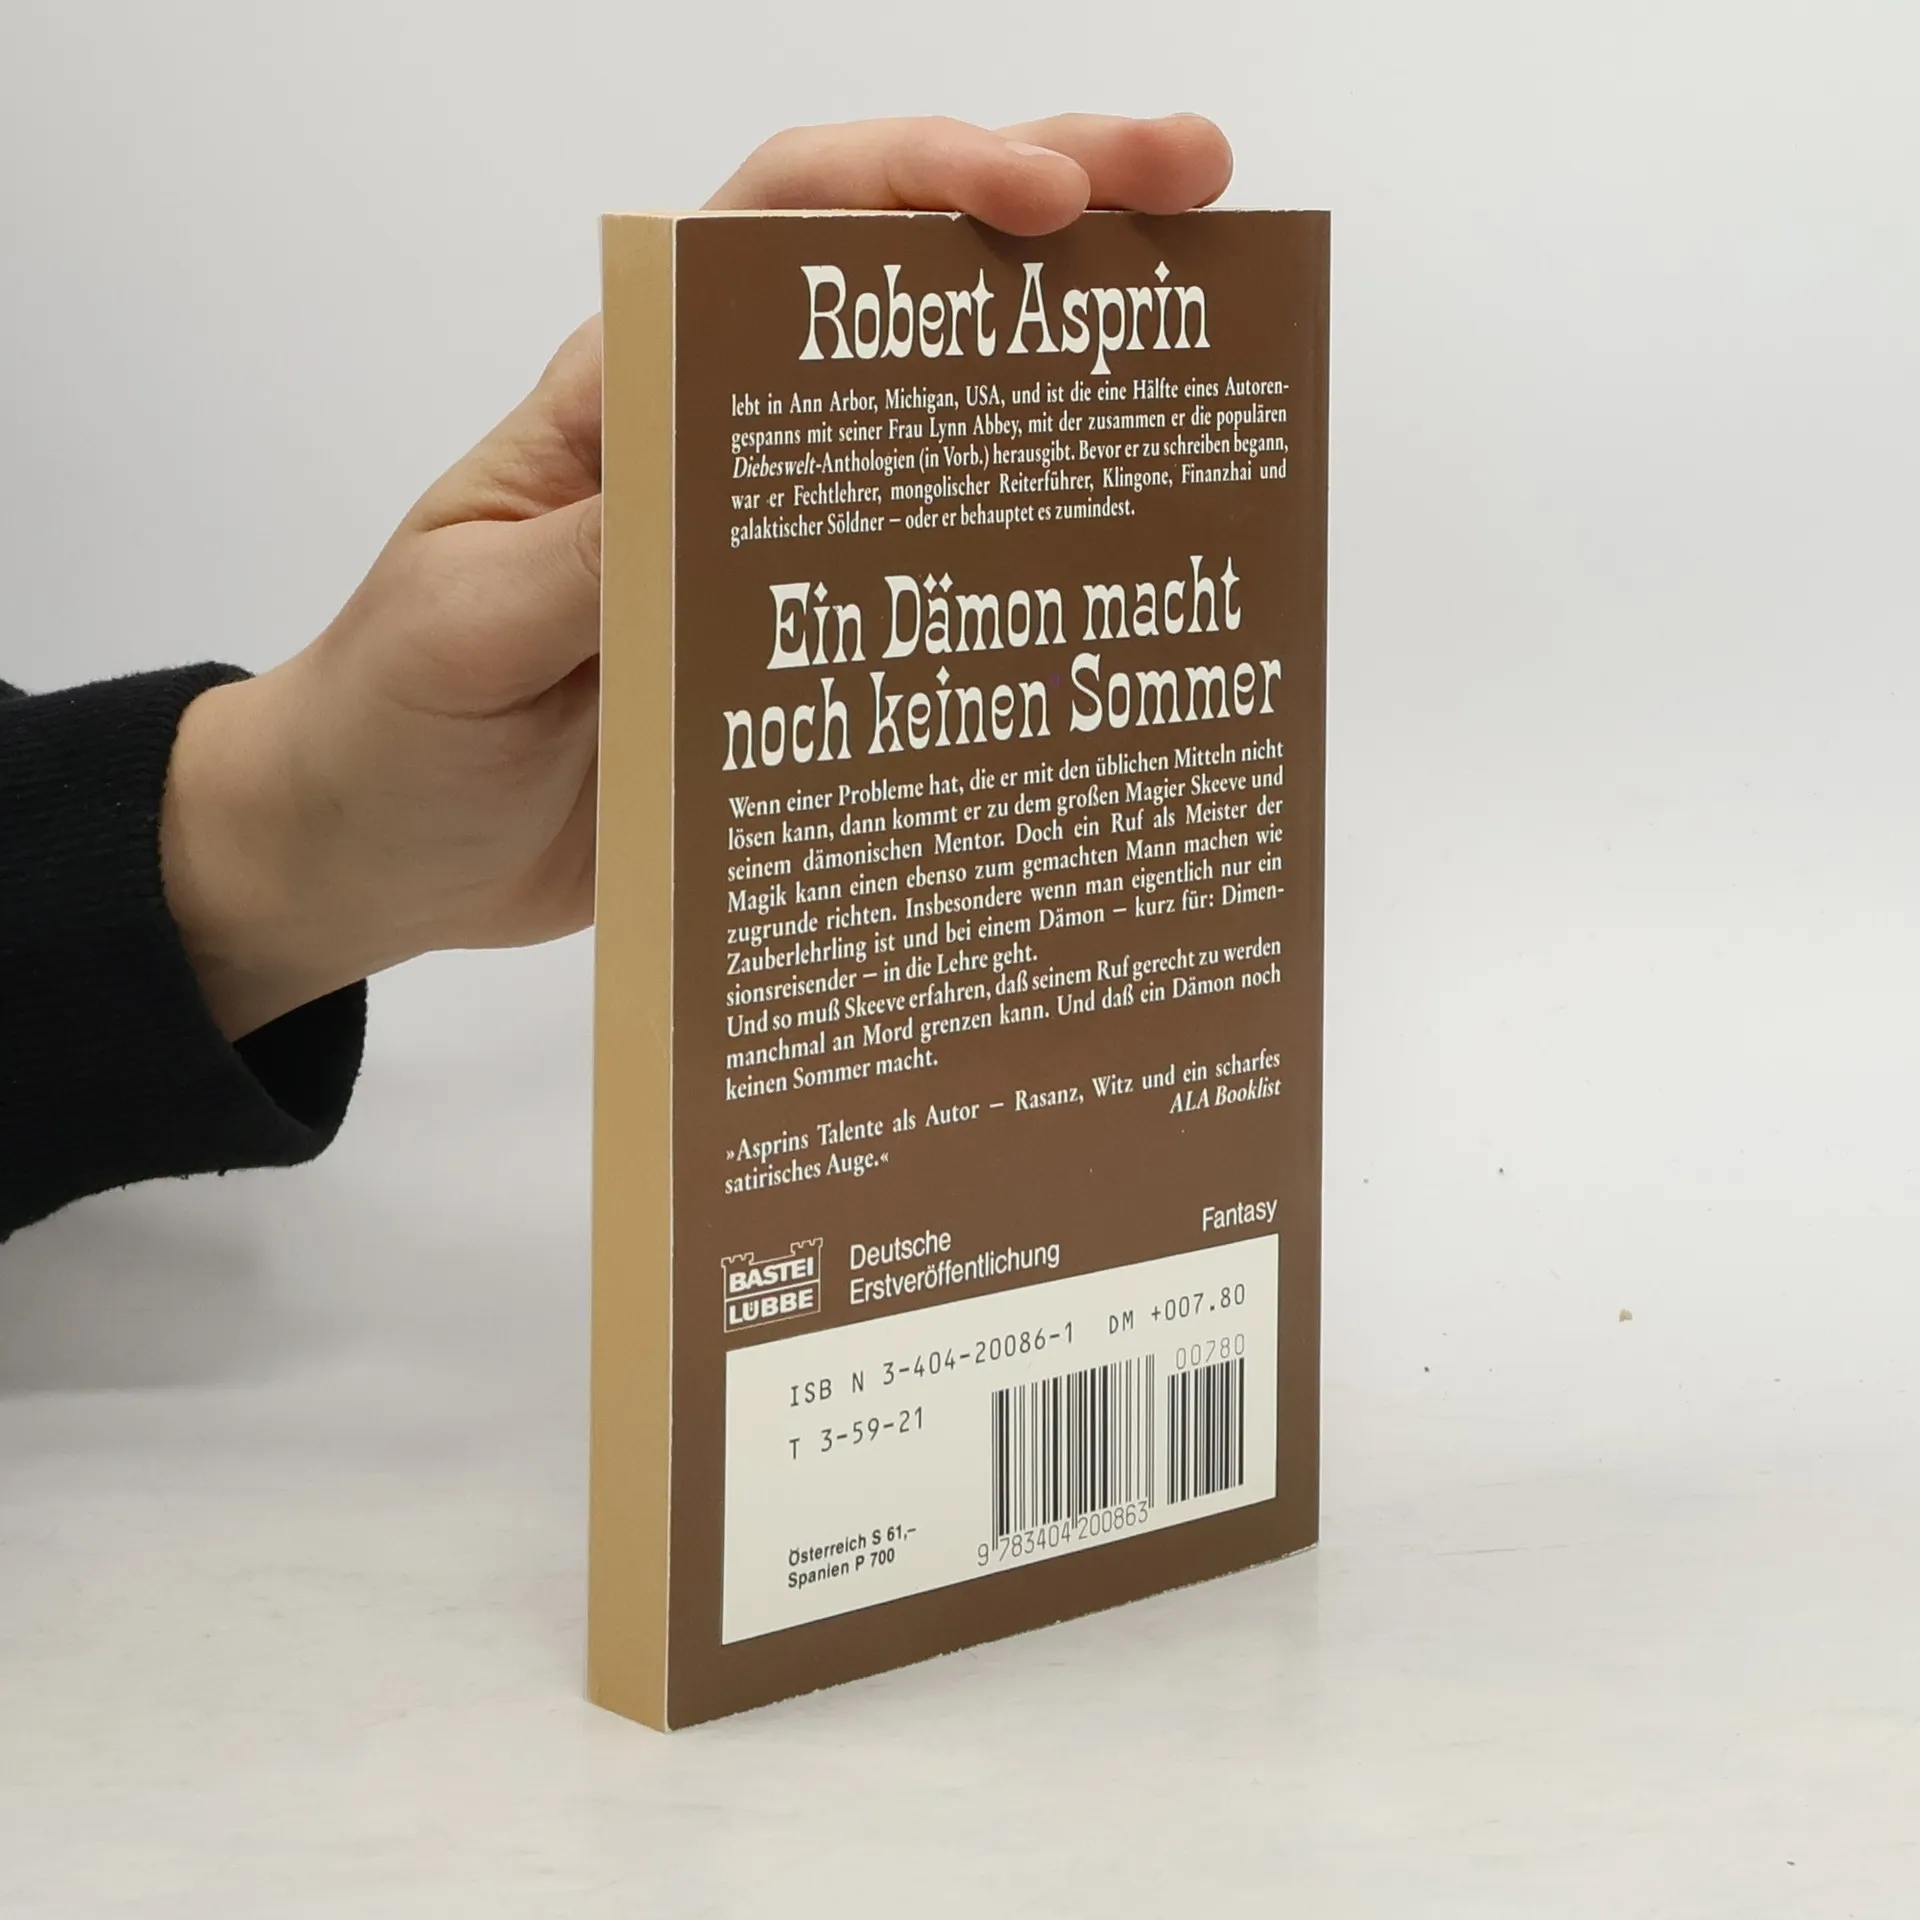 Robert Asprin
lebt in Ann Arbor, Michigan, USA, und ist die eine Hälfte eines Autoren-
gespanns mit seiner Frau Lynn Abbey, mit der zusammen er die populären
Diebeswelt-Anthologien (in Vorb.) herausgibt. Bevor er zu schreiben begann,
war er Fechtlehrer, mongolischer Reiterführer, Klingone, Finanzhai und
galaktischer Söldner – oder er behauptet es zumindest.
Ein Dämon macht
noch keinen Sommer
Wenn einer Probleme hat, die er mit den üblichen Mitteln nicht
lösen kann, dann kommt er zu dem großen Magier Skeeve und
seinem dämonischen Mentor. Doch ein Ruf als Meister der
Magik kann einen ebenso zum gemachten Mann machen wie
zugrunde richten. Insbesondere wenn man eigentlich nur ein
Zauberlehrling ist und bei einem Dämon – kurz für: Dimen-
sionsreisender – in die Lehre geht.
Und so muß Skeeve erfahren, daß seinem Ruf gerecht zu werden
manchmal an Mord grenzen kann. Und daß ein Dämon noch
keinen Sommer macht.
»Asprins Talente als Autor – Rasanz, Witz und ein scharfes
satirisches Auge.«
ALA Booklist
Fantasy
BASTEI
LÜBBE
Deutsche
Erstveröffentlichung
ISB N 3-404-20086-1 DM +007.80
T 3-59-21
00780
9 783404 200863
Österreich S 61,–
Spanien P 700